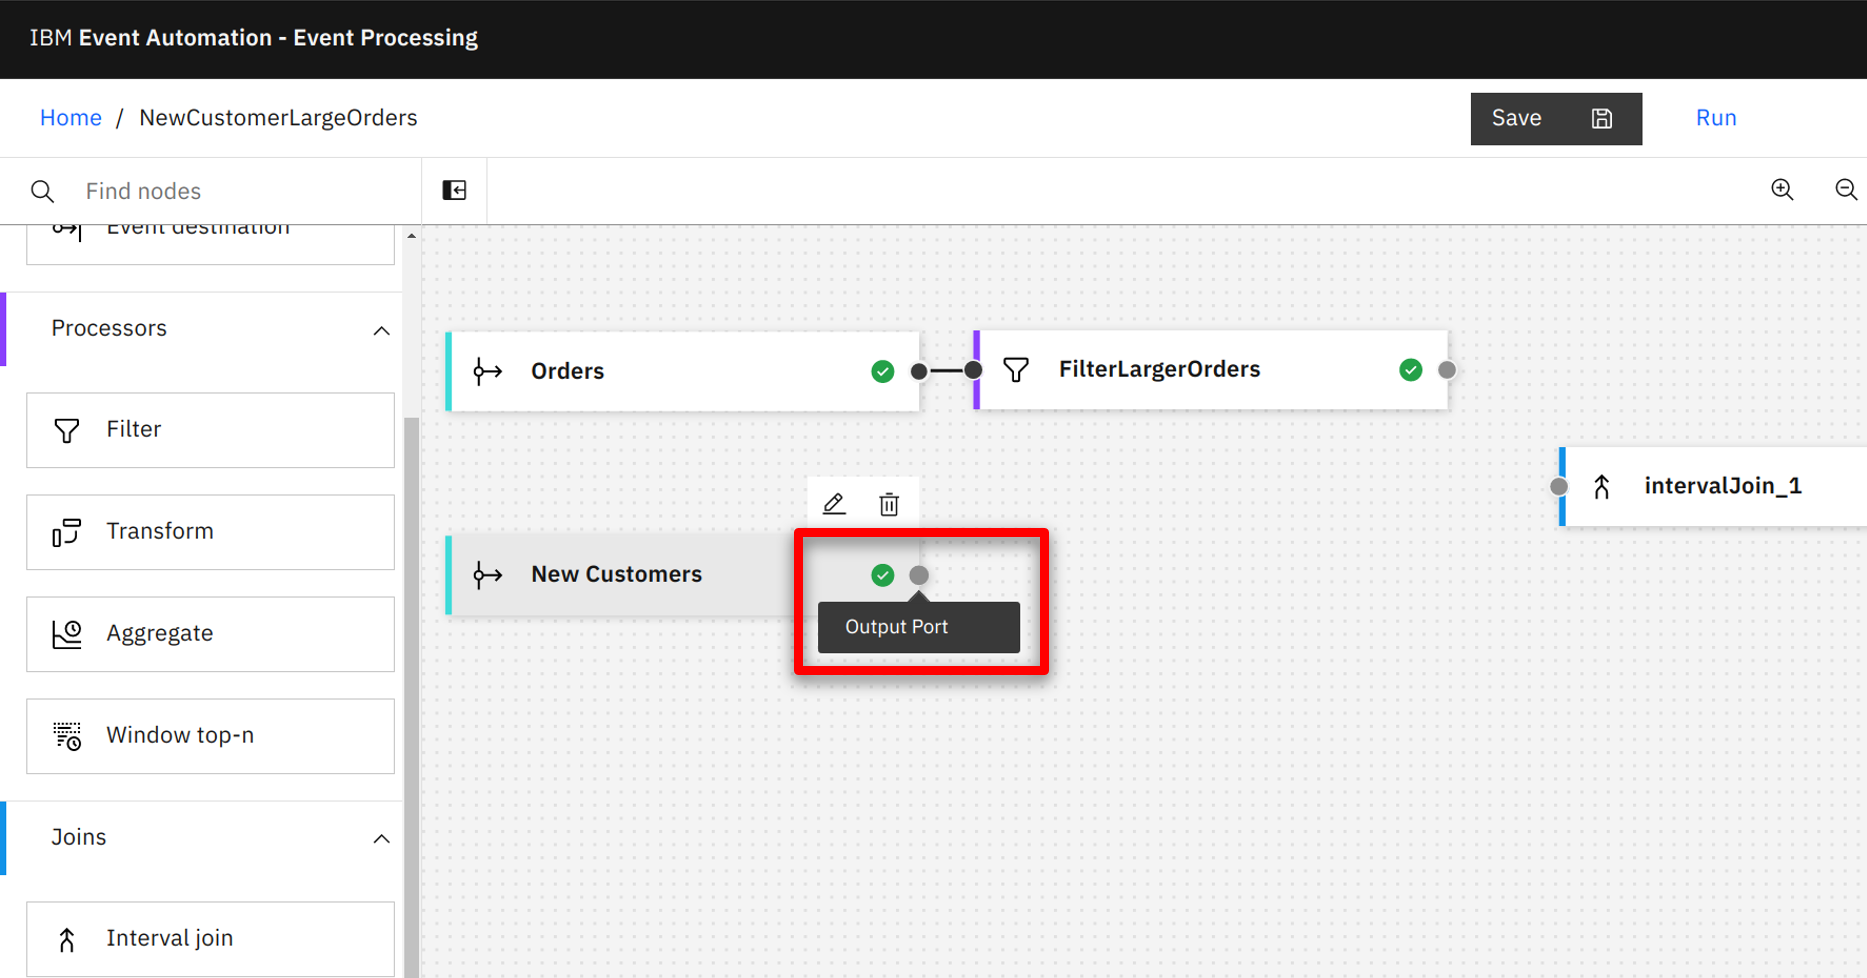 IBM Event Automation - Event Processing
Home / NewCustomerLargeOrders
Save
Run
Find nodes
Event destination
Processors
Filter
Transform
Aggregate
Window top-n
Joins
Interval join
Orders
FilterLargerOrders
intervalJoin_1
New Customers
Output Port